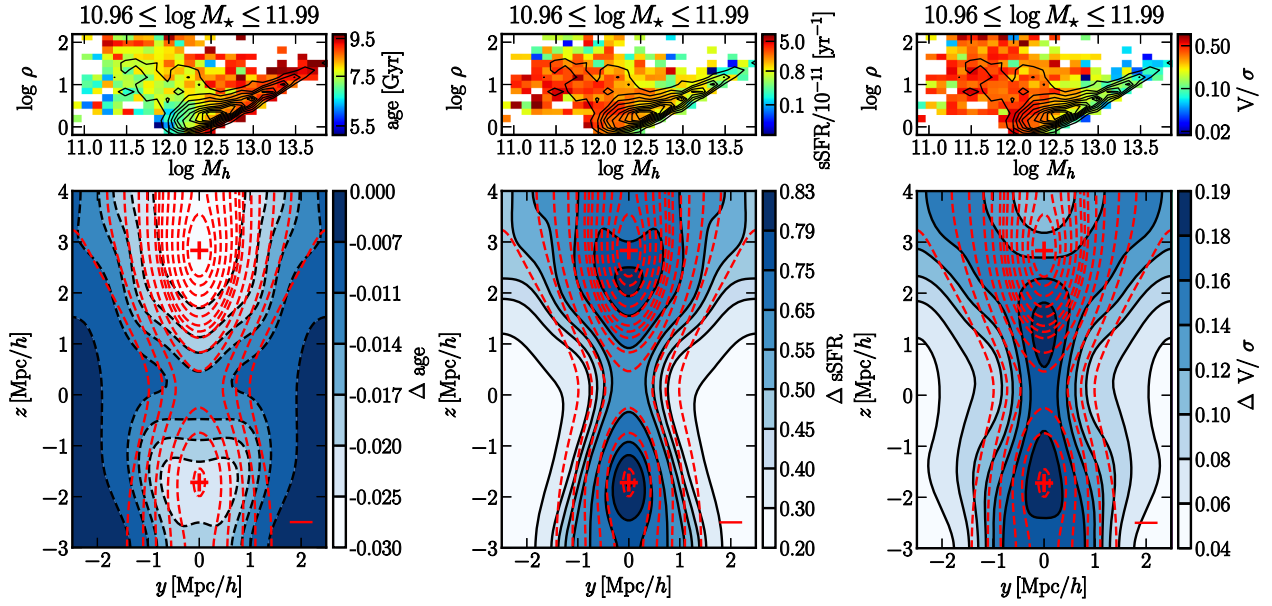 10.96 ≤ log M⋆ ≤ 11.99
10.96 ≤ log M⋆ ≤ 11.99
10.96 ≤ log M⋆ ≤ 11.99
2
1
0
log ρ
11.0 11.5 12.0 12.5 13.0 13.5
log Mh
9.5
7.5
5.5
age [Gyr]
2
1
0
log ρ
11.0 11.5 12.0 12.5 13.0 13.5
log Mh
5.0
0.8
0.1
sSFR/10⁻¹¹ [yr⁻¹]
2
1
0
log ρ
11.0 11.5 12.0 12.5 13.0 13.5
log Mh
0.50
0.10
0.02
V/ σ
4
3
2
1
0
−1
−2
−3
z [Mpc/h]
−2 −1 0 1 2
y [Mpc/h]
0.000
-0.007
-0.011
-0.014
-0.017
-0.020
-0.024
-0.030
Δ age
4
3
2
1
0
−1
−2
−3
z [Mpc/h]
−2 −1 0 1 2
y [Mpc/h]
0.83
0.79
0.75
0.65
0.55
0.50
0.45
0.40
0.30
0.20
Δ sSFR
4
3
2
1
0
−1
−2
−3
z [Mpc/h]
−2 −1 0 1 2
y [Mpc/h]
0.19
0.18
0.16
0.14
0.12
0.10
0.08
0.06
0.04
Δ V/ σ